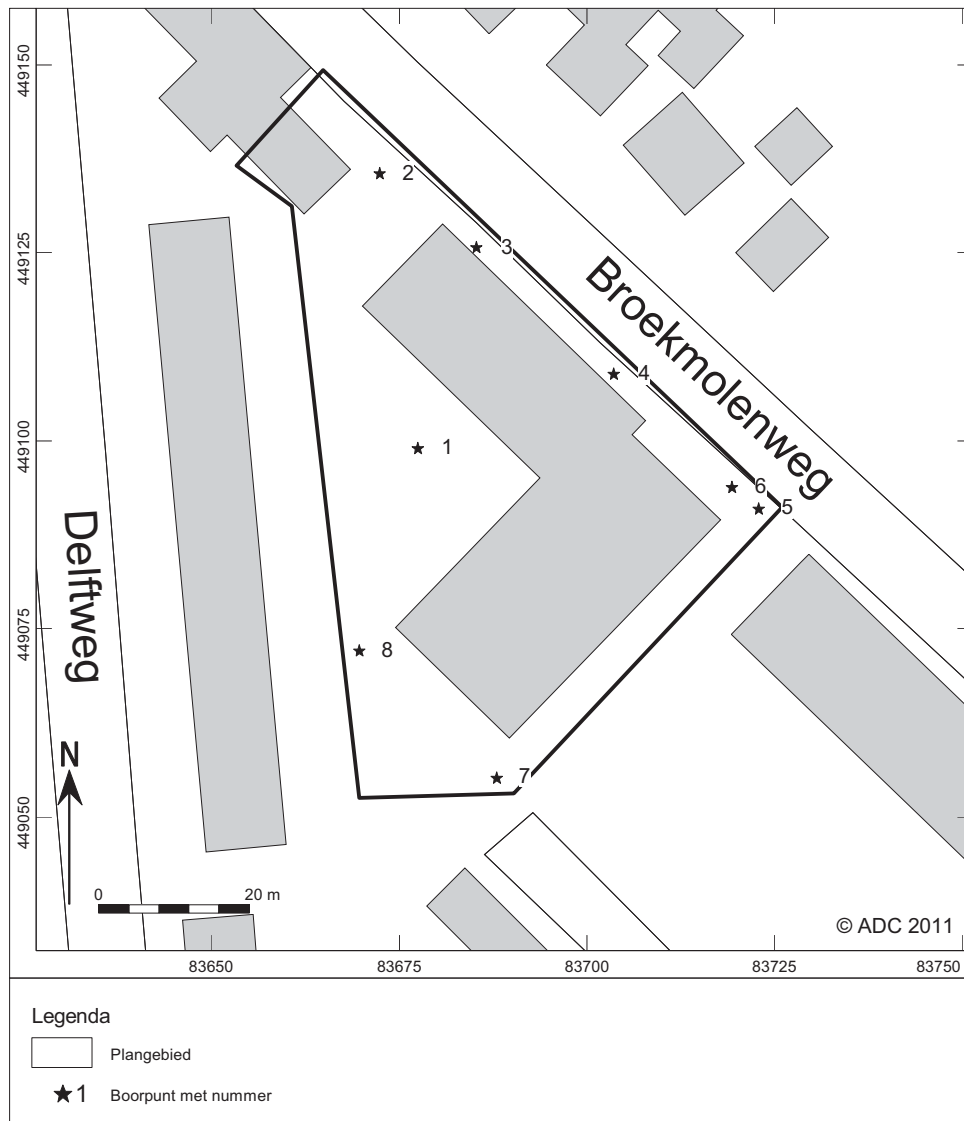 449150
449125
449100
449075
449050
2
3
4
1
6
5
8
7
Broekmolenweg
Delftweg
N
0 20 m
© ADC 2011
83650 83675 83700 83725 83750
Legenda
Plangebied
1 Boorpunt met nummer